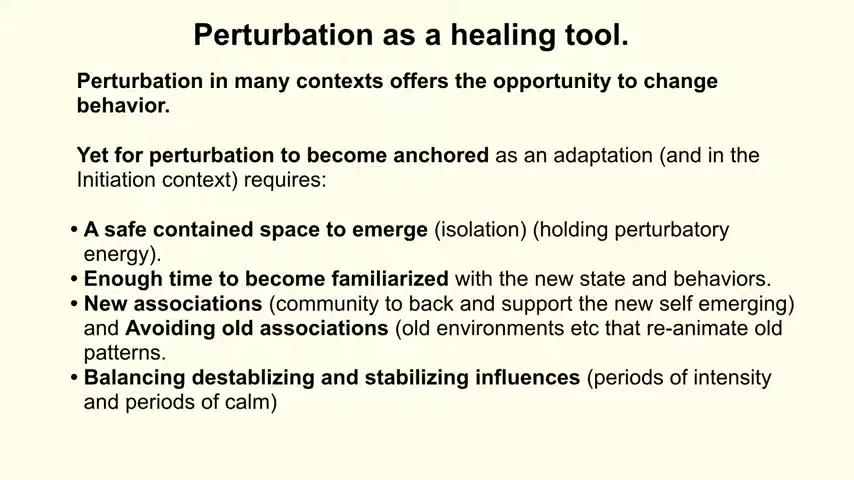 Perturbation as a healing tool.
Perturbation in many contexts offers the opportunity to change
behavior.
Yet for perturbation to become anchored as an adaptation (and in the
Initiation context) requires:
• A safe contained space to emerge (isolation) (holding perturbatory
energy).
• Enough time to become familiarized with the new state and behaviors.
• New associations (community to back and support the new self emerging)
and Avoiding old associations (old environments etc that re-animate old
patterns.
• Balancing destablizing and stabilizing influences (periods of intensity
and periods of calm)